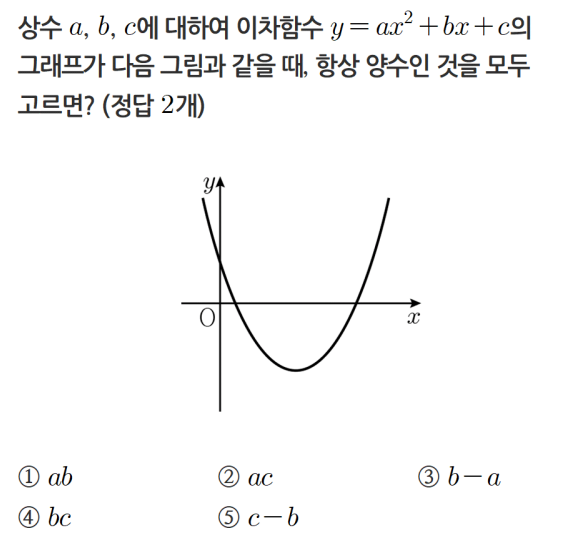 상수 a, b, c에 대하여 이차함수 y=ax²+bx+c의
그래프가 다음 그림과 같을 때, 항상 양수인 것을 모두
고르면? (정답 2개)
y
O
x
① ab ② ac ③ b−a
④ bc ⑤ c−b